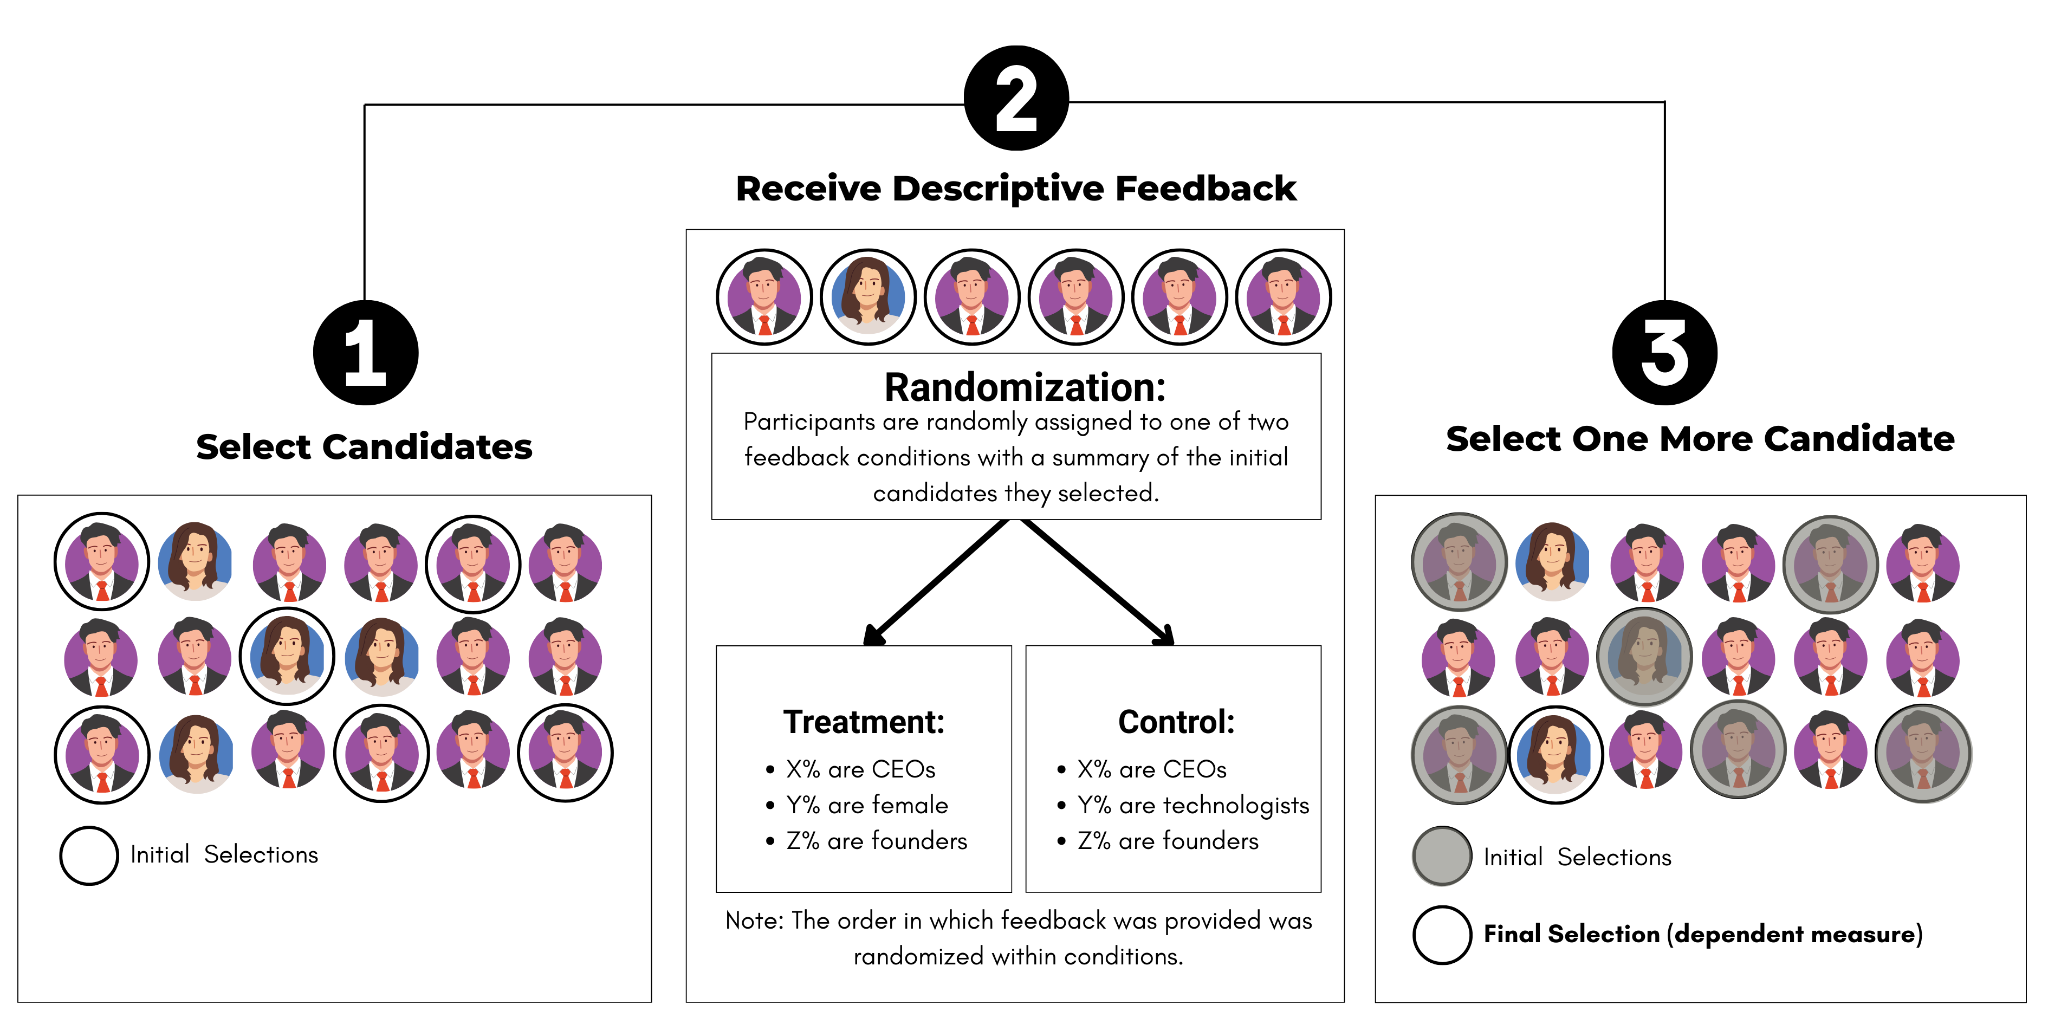 1
Select Candidates
Initial Selections
2
Receive Descriptive Feedback
Randomization:
Participants are randomly assigned to one of two
feedback conditions with a summary of the initial
candidates they selected.
Treatment:
• X% are CEOs
• Y% are female
• Z% are founders
Control:
• X% are CEOs
• Y% are technologists
• Z% are founders
Note: The order in which feedback was provided was
randomized within conditions.
3
Select One More Candidate
Initial Selections
Final Selection (dependent measure)